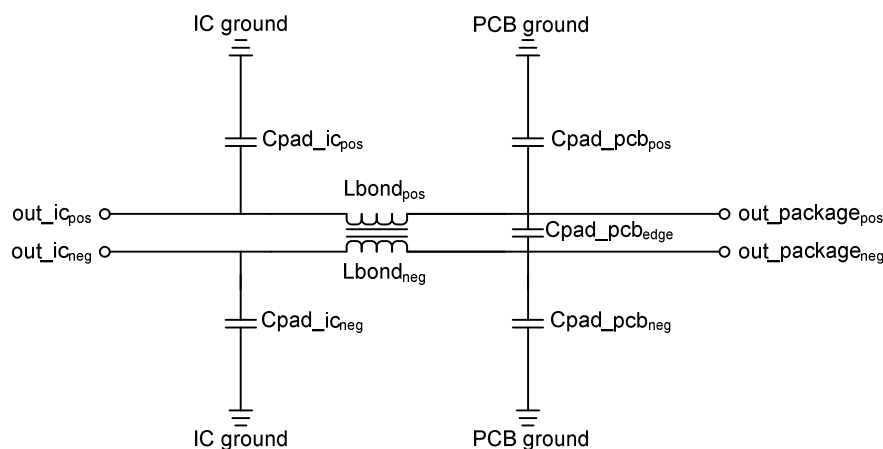 IC ground
PCB ground
Cpad_icpos
Cpad_pcbpos
Lbondpos
out_icpos
out_packagepos
Cpad_pcbedge
out_icneg
out_packageneg
Lbondneg
Cpad_icneg
Cpad_pcbneg
IC ground
PCB ground